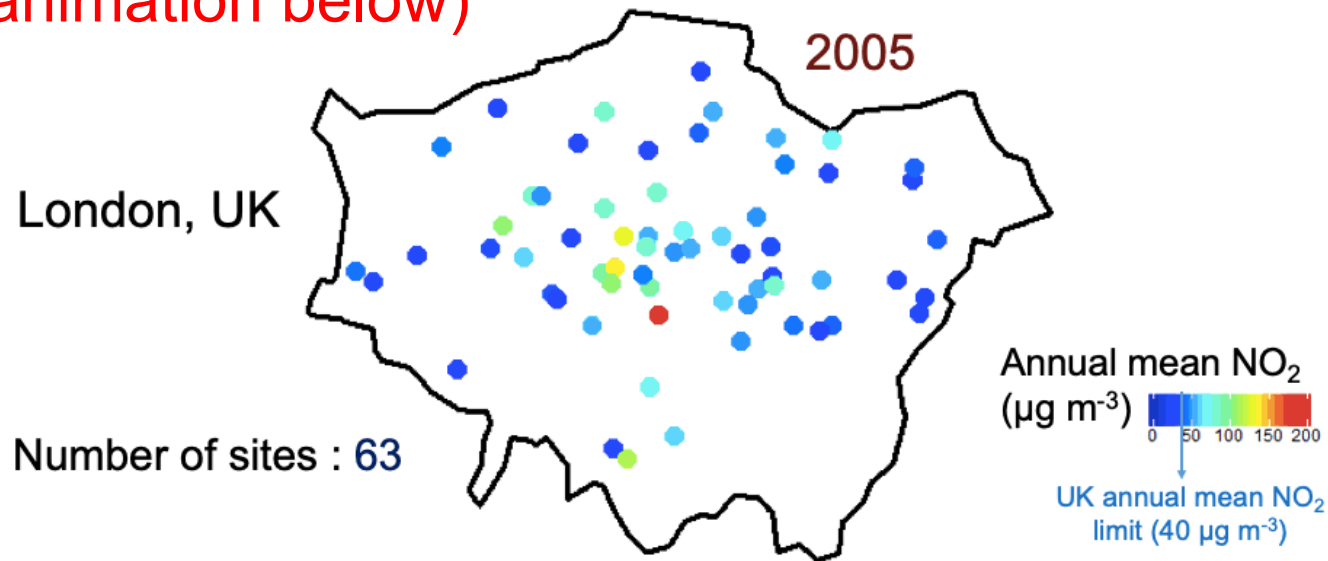 animation below)
2005
London, UK
Number of sites : 63
Annual mean NO₂
(µg m⁻³)
0 50 100 150 200
UK annual mean NO₂
limit (40 µg m⁻³)